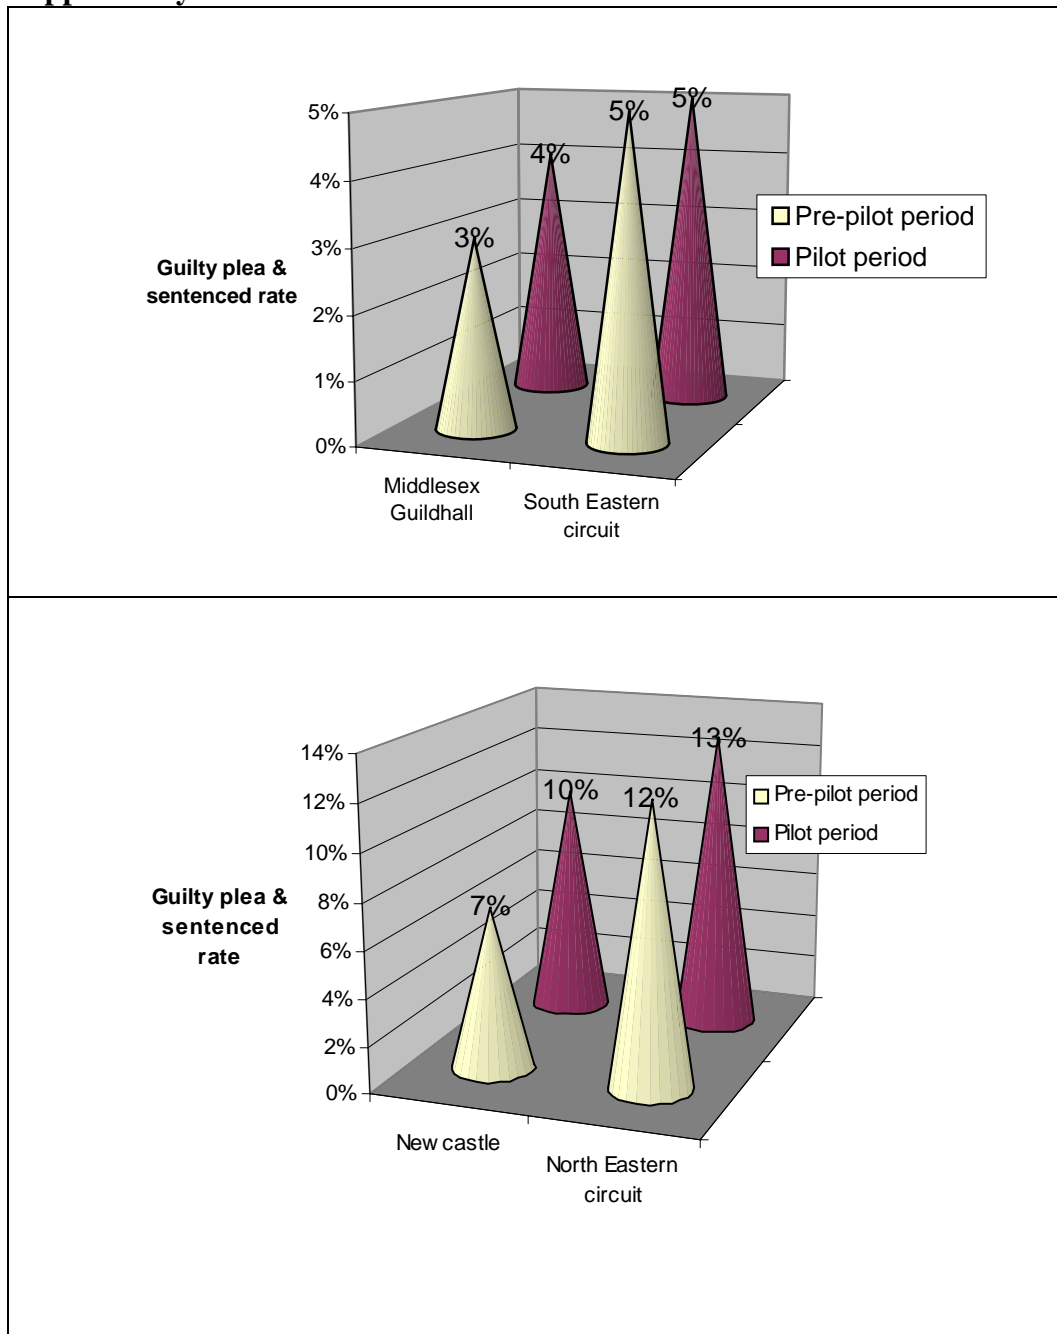 5%
4%
3%
2%
1%
0%
Guilty plea &
sentenced rate
3%
4%
5%
5%
Middlesex
Guildhall
South Eastern
circuit
Pre-pilot period
Pilot period
14%
12%
10%
8%
6%
4%
2%
0%
Guilty plea &
sentenced
rate
7%
10%
12%
13%
New castle
North Eastern
circuit
Pre-pilot period
Pilot period